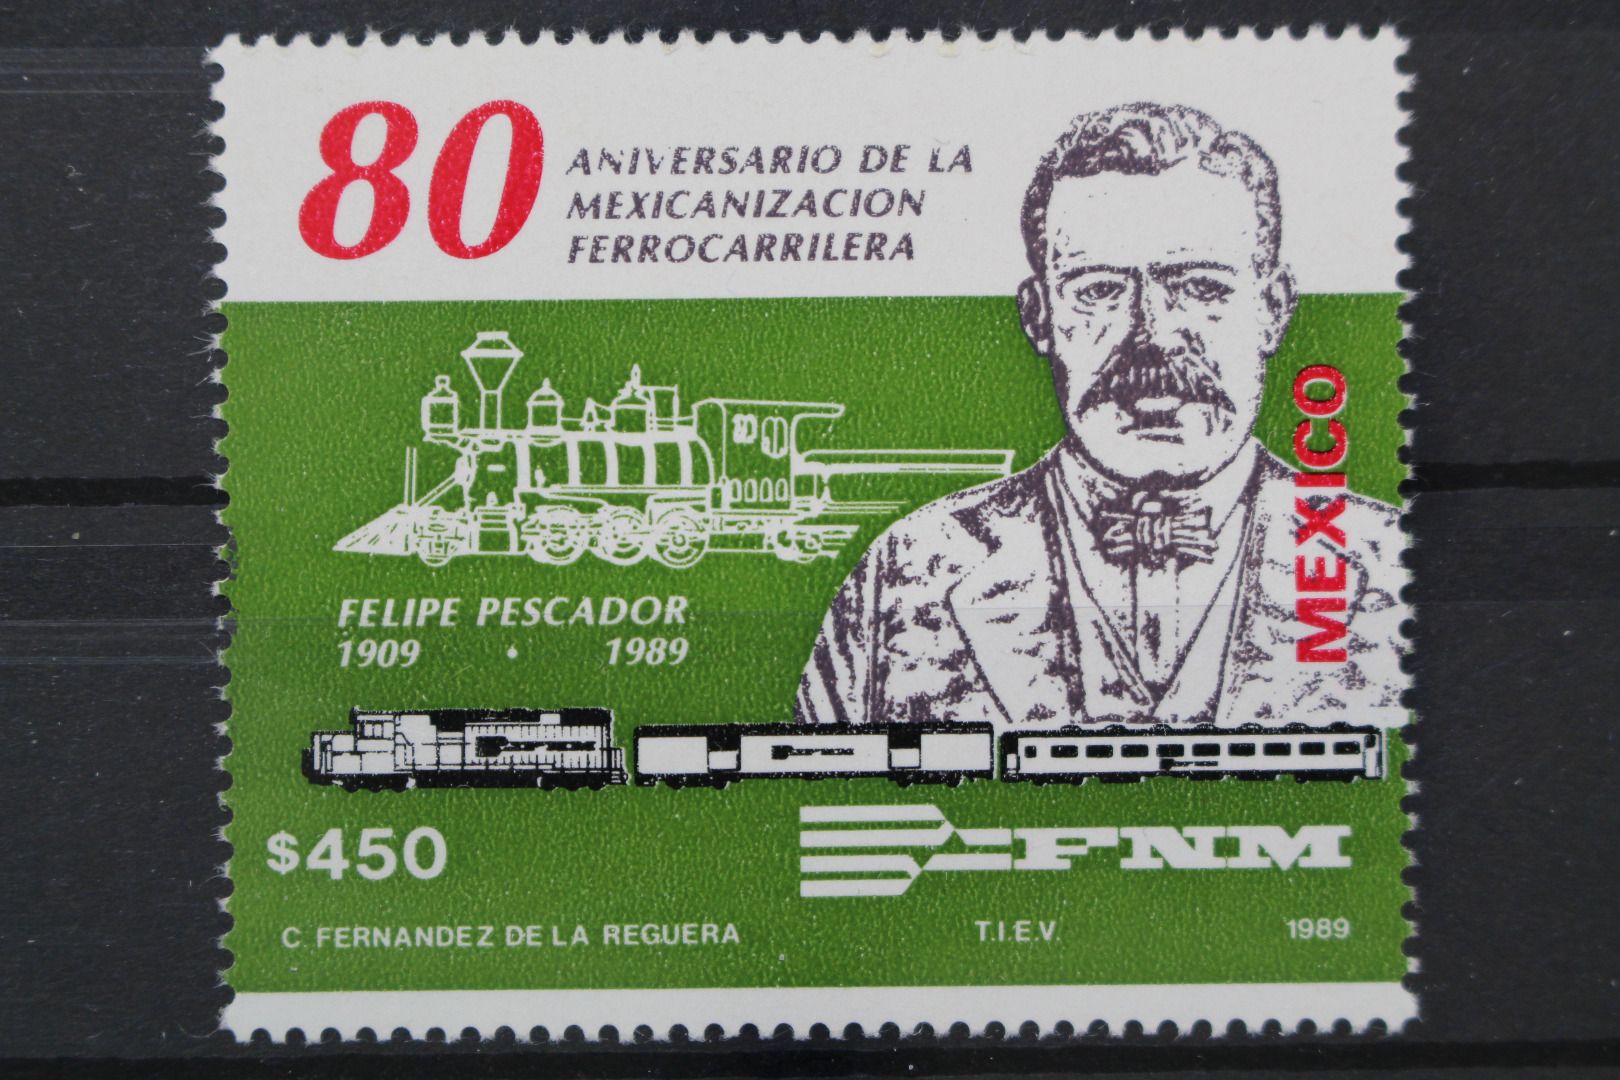 80
ANIVERSARIO DE LA
MEXICANIZACION
FERROCARRILERA
MEXICO
FELIPE PESCADOR
1909 · 1989
$450
FNM
C. FERNANDEZ DE LA REGUERA T.I.E.V. 1989